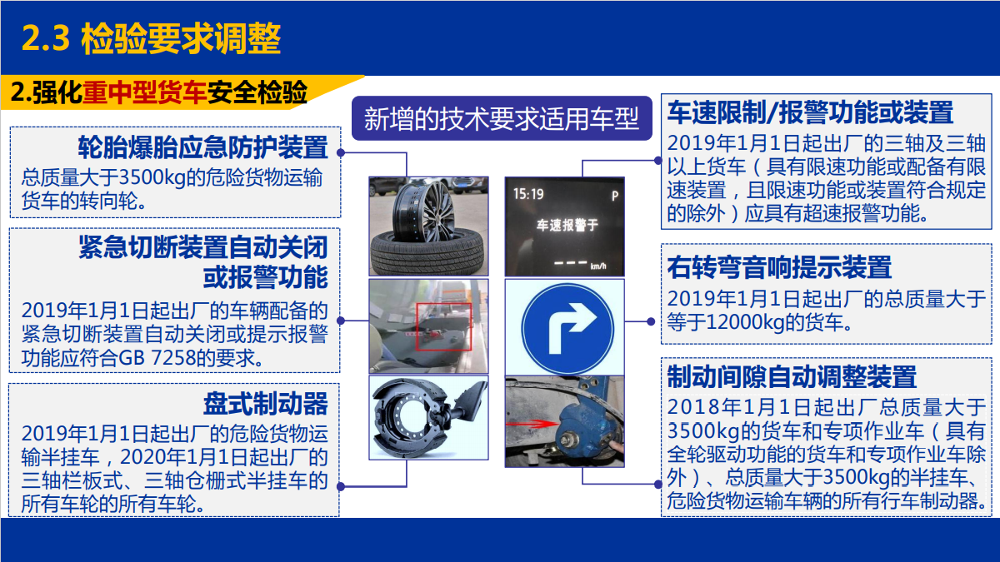 2.3 检验要求调整
2.强化重中型货车安全检验
新增的技术要求适用车型
轮胎爆胎应急防护装置
总质量大于3500kg的危险货物运输
货车的转向轮。
紧急切断装置自动关闭
或报警功能
2019年1月1日起出厂的车辆配备的
紧急切断装置自动关闭或提示报警
功能应符合GB 7258的要求。
盘式制动器
2019年1月1日起出厂的危险货物运
输半挂车，2020年1月1日起出厂的
三轴栏板式、三轴仓栅式半挂车的
所有车轮的所有车轮。
15:19
P
车速报警于
---
km/h
车速限制/报警功能或装置
2019年1月1日起出厂的三轴及三轴
以上货车（具有限速功能或配备有限
速装置，且限速功能或装置符合规定
的除外）应具有超速报警功能。
右转弯音响提示装置
2019年1月1日起出厂的总质量大于
等于12000kg的货车。
制动间隙自动调整装置
2018年1月1日起出厂总质量大于
3500kg的货车和专项作业车（具有
全轮驱动功能的货车和专项作业车除
外）、总质量大于3500kg的半挂车、
危险货物运输车辆的所有行车制动器。